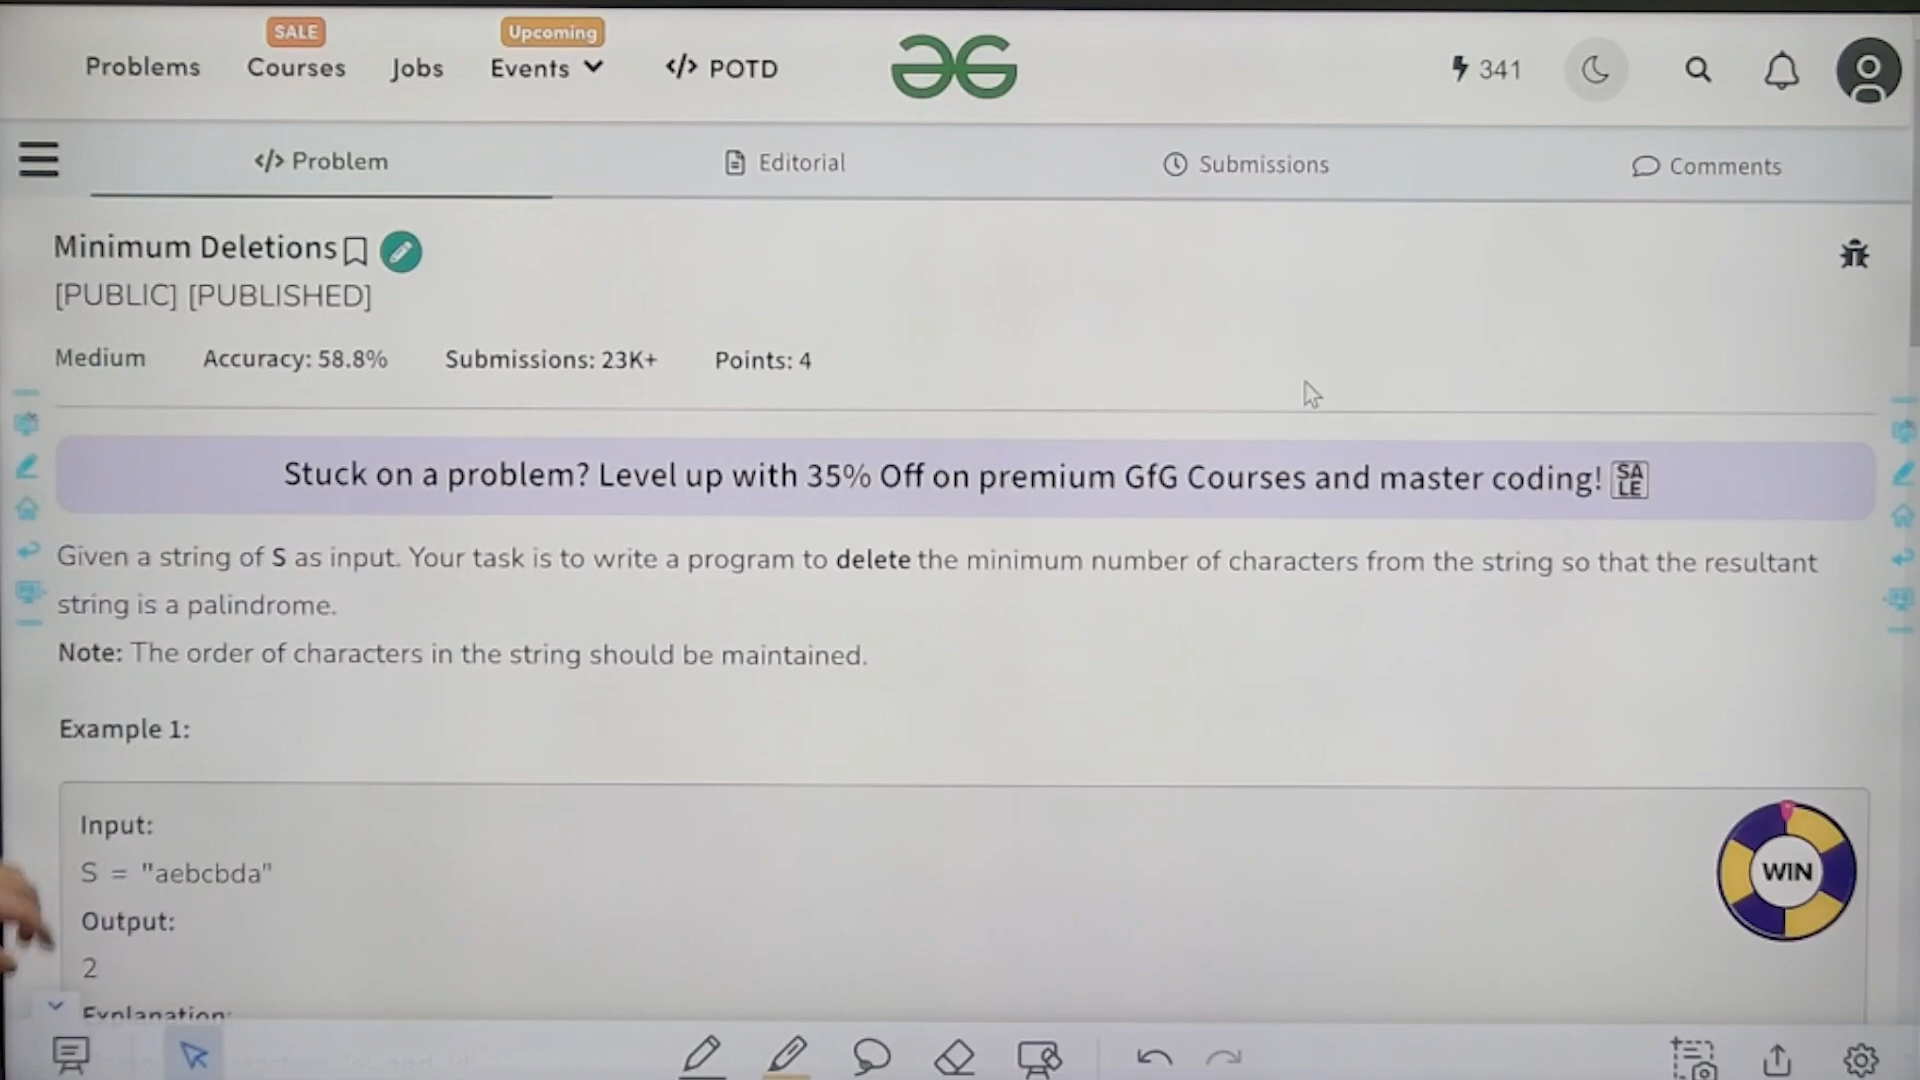 SALE
Upcoming
Problems Courses Jobs Events </> POTD
341
</> Problem Editorial Submissions Comments
Minimum Deletions
[PUBLIC] [PUBLISHED]
Medium Accuracy: 58.8% Submissions: 23K+ Points: 4
Stuck on a problem? Level up with 35% Off on premium GfG Courses and master coding! SALE
Given a string of S as input. Your task is to write a program to delete the minimum number of characters from the string so that the resultant
string is a palindrome.
Note: The order of characters in the string should be maintained.
Example 1:
Input:
S = "aebcbda"
Output:
2
Explanation:
WIN